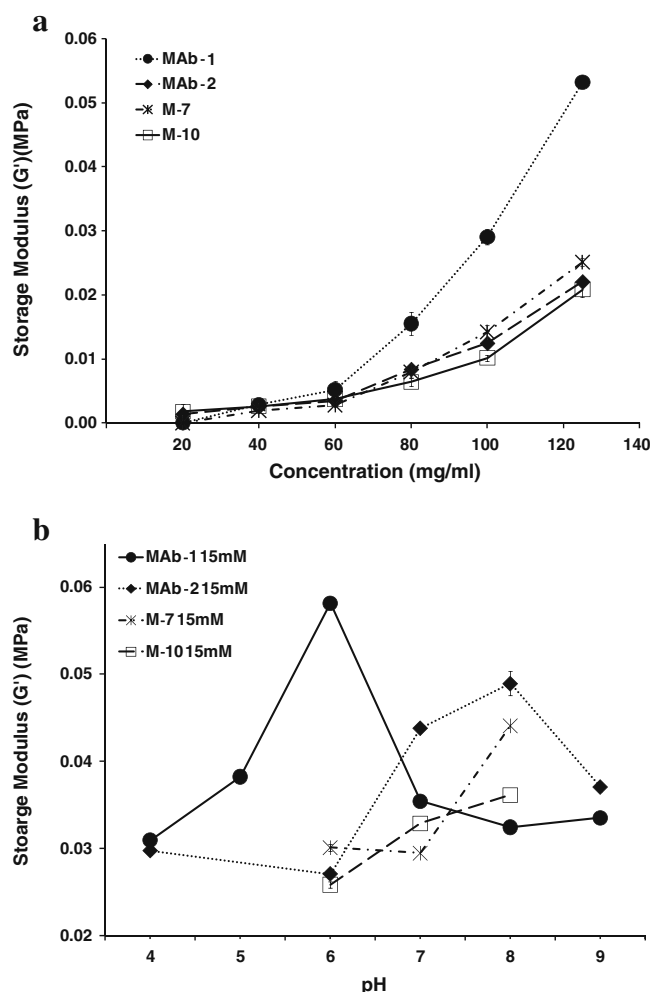 a
0.06
0.05
0.04
0.03
0.02
0.01
0.00
Storage Modulus (G')(MPa)
MAb-1
MAb-2
M-7
M-10
20 40 60 80 100 120 140
Concentration (mg/ml)
b
0.06
0.05
0.04
0.03
0.02
Stoarge Modulus (G') (MPa)
MAb-115mM
MAb-215mM
M-715mM
M-1015mM
4 5 6 7 8 9
pH